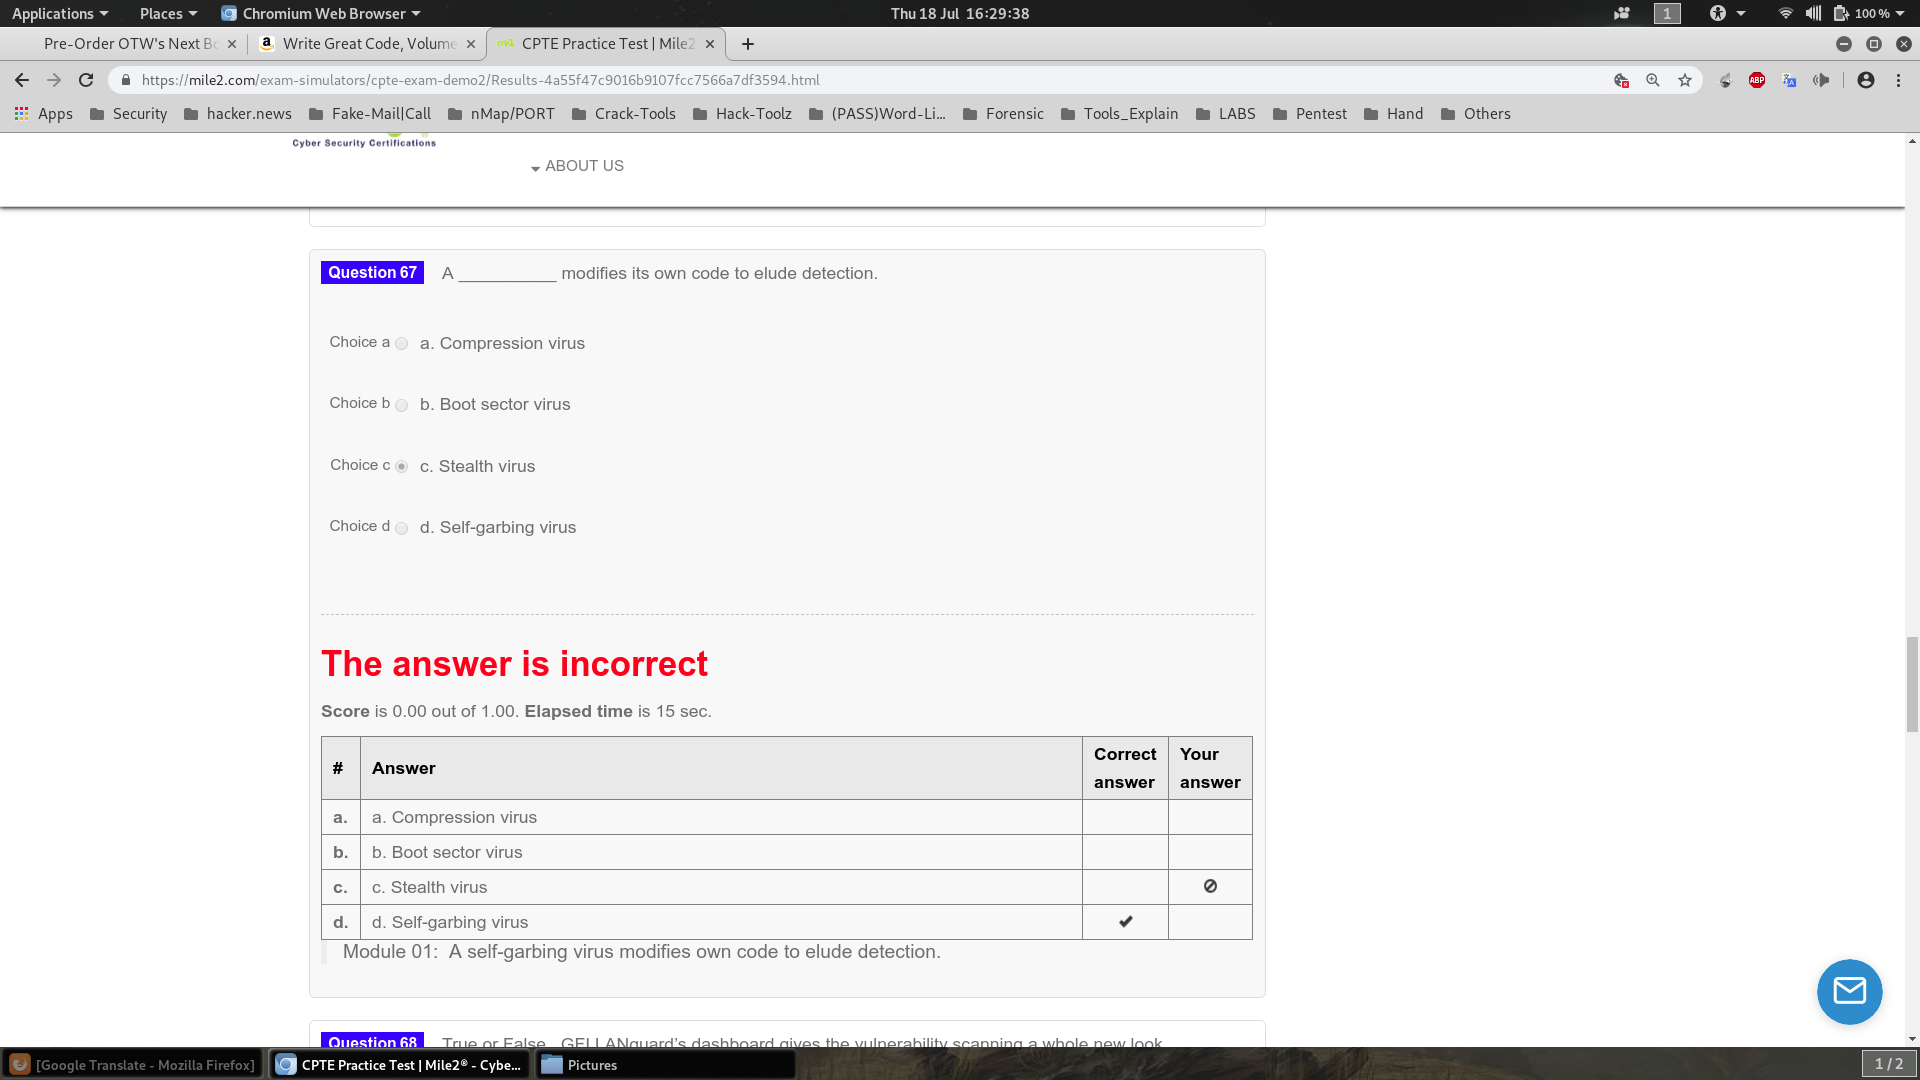 Applications Places Chromium Web Browser Thu 18 Jul 16:29:38 1 100 %
Pre-Order OTW's Next Bo Write Great Code, Volume CPTE Practice Test | Mile2
https://mile2.com/exam-simulators/cpte-exam-demo2/Results-4a55f47c9016b9107fcc7566a7df3594.html ABP
Apps Security hacker.news Fake-Mail|Call nMap/PORT Crack-Tools Hack-Toolz (PASS)Word-Li... Forensic Tools_Explain LABS Pentest Hand Others
Cyber Security Certifications
ABOUT US
Question 67 A __________ modifies its own code to elude detection.
Choice a a. Compression virus
Choice b b. Boot sector virus
Choice c c. Stealth virus
Choice d d. Self-garbing virus
The answer is incorrect
Score is 0.00 out of 1.00. Elapsed time is 15 sec.
# Answer Correct answer Your answer
a. a. Compression virus
b. b. Boot sector virus
c. c. Stealth virus
d. d. Self-garbing virus
Module 01: A self-garbing virus modifies own code to elude detection.
Question 68 True or False. GFI LANguard's dashboard gives the vulnerability scanning a whole new look
[Google Translate - Mozilla Firefox] CPTE Practice Test | Mile2® - Cybe... Pictures 1 / 2